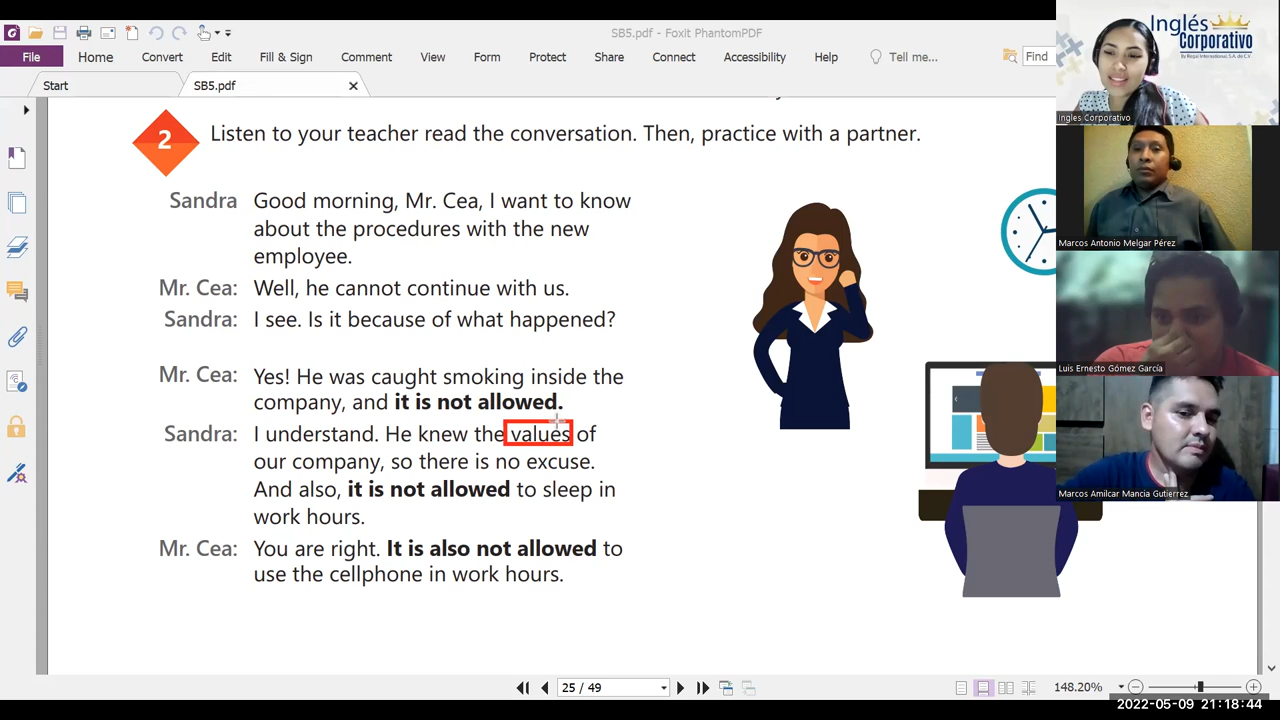 SB5.pdf - Foxit PhantomPDF
File Home Convert Edit Fill & Sign Comment View Form Protect Share Connect Accessibility Help Tell me... Find
Start SB5.pdf
2 Listen to your teacher read the conversation. Then, practice with a partner.
Sandra Good morning, Mr. Cea, I want to know
about the procedures with the new
employee.
Mr. Cea: Well, he cannot continue with us.
Sandra: I see. Is it because of what happened?
Mr. Cea: Yes! He was caught smoking inside the
company, and it is not allowed.
Sandra: I understand. He knew the values of
our company, so there is no excuse.
And also, it is not allowed to sleep in
work hours.
Mr. Cea: You are right. It is also not allowed to
use the cellphone in work hours.
25 / 49
148.20%
Inglés
Corporativo
By Regal International, S.A. de C.V.
Ingles Corporativo
Marcos Antonio Melgar Pérez
Luis Ernesto Gómez García
Marcos Amilcar Mancia Gutierrez
2022-05-09 21:18:44